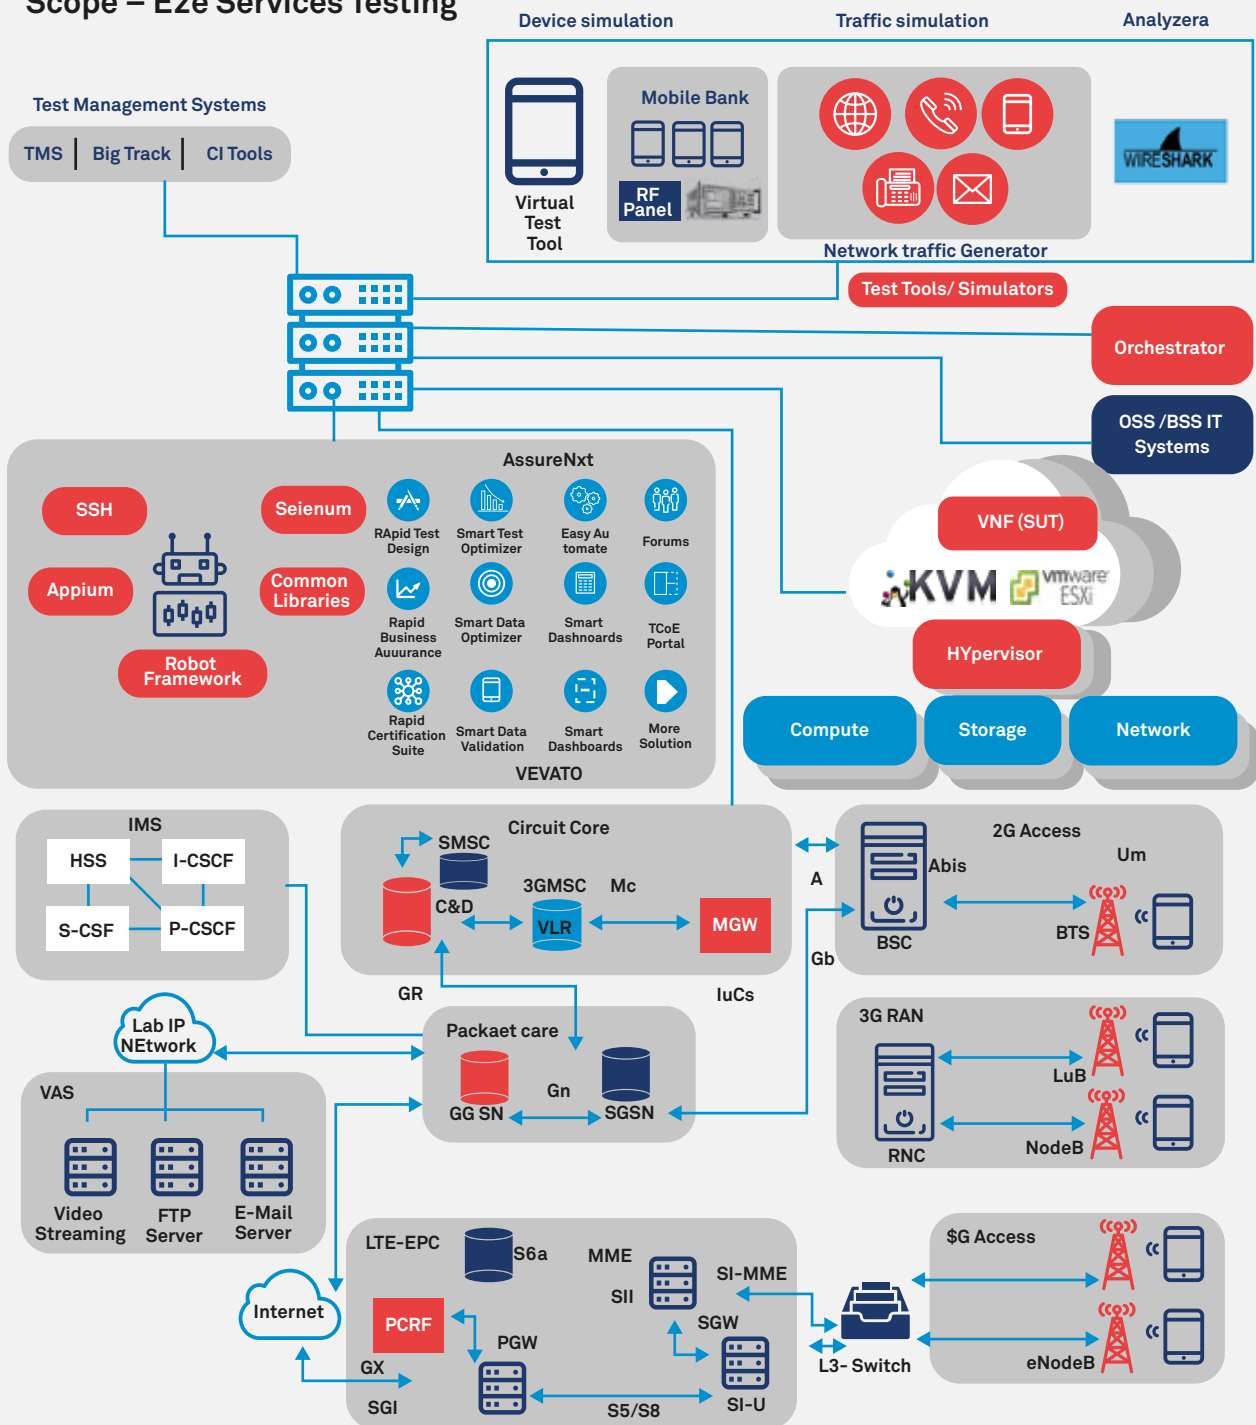 Scope – E2e Services Testing
Device simulation
Traffic simulation
Analyzera
Test Management Systems
TMS | Big Track | CI Tools
Virtual
Test
Tool
Mobile Bank
RF
Panel
Network traffic Generator
WIRESHARK
Test Tools/ Simulators
Orchestrator
OSS /BSS IT
Systems
AssureNxt
SSH
Seienum
Appium
Common
Libraries
Robot
Framework
RApid Test
Design
Smart Test
Optimizer
Easy Au
tomate
Forums
Rapid
Business
Auuurance
Smart Data
Optimizer
Smart
Dashnoards
TCoE
Portal
Rapid
Certification
Suite
Smart Data
Validation
Smart
Dashboards
More
Solution
VEVATO
VNF (SUT)
KVM
vmware
ESXi
HYpervisor
Compute
Storage
Network
IMS
HSS
I-CSCF
S-CSF
P-CSCF
Circuit Core
SMSC
C&D
3GMSC
VLR
Mc
MGW
A
Gb
GR
IuCs
2G Access
Abis
Um
BSC
BTS
Lab IP
NEtwork
Packaet care
GG SN
Gn
SGSN
3G RAN
LuB
RNC
NodeB
VAS
Video
Streaming
FTP
Server
E-Mail
Server
LTE-EPC
S6a
MME
SII
SI-MME
SGW
Internet
PCRF
PGW
GX
SGI
S5/S8
SI-U
L3- Switch
$G Access
eNodeB